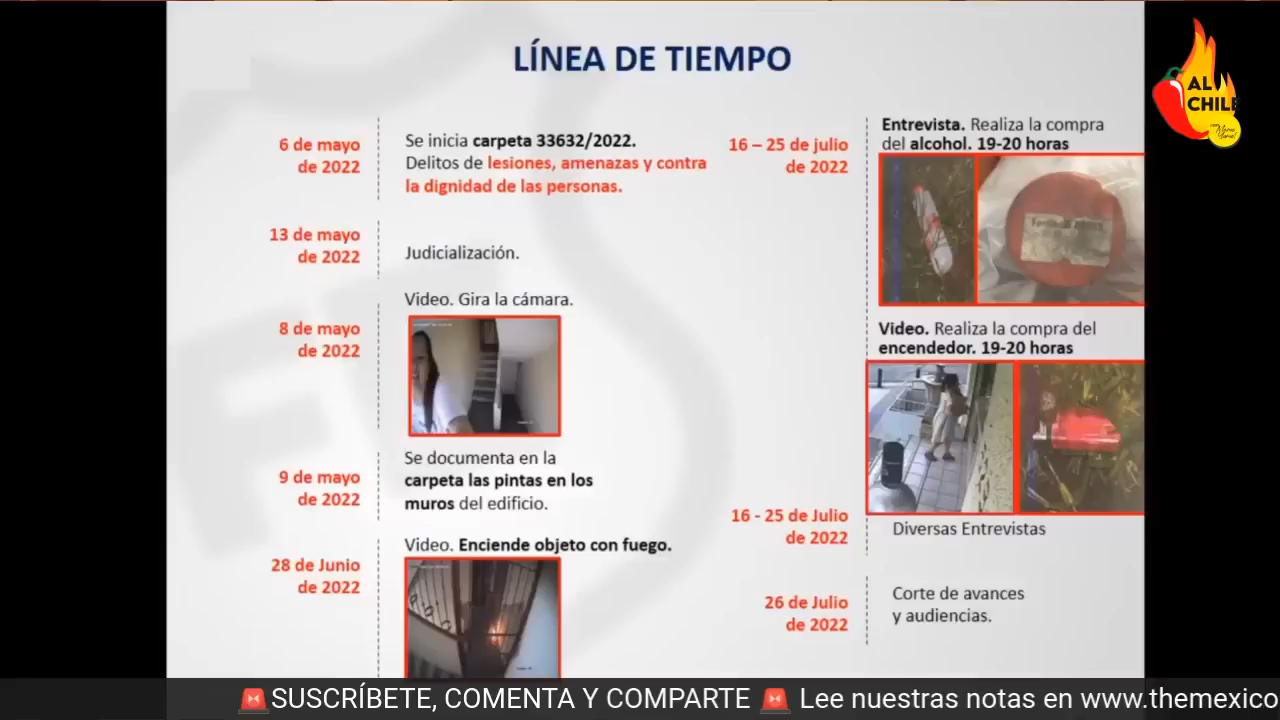 LÍNEA DE TIEMPO
6 de mayo
de 2022
Se inicia carpeta 33632/2022.
Delitos de lesiones, amenazas y contra
la dignidad de las personas.
13 de mayo
de 2022
Judicialización.
8 de mayo
de 2022
Video. Gira la cámara.
9 de mayo
de 2022
Se documenta en la
carpeta las pintas en los
muros del edificio.
28 de Junio
de 2022
Video. Enciende objeto con fuego.
16 – 25 de julio
de 2022
Entrevista. Realiza la compra
del alcohol. 19-20 horas
Video. Realiza la compra del
encendedor. 19-20 horas
16 - 25 de Julio
de 2022
Diversas Entrevistas
26 de Julio
de 2022
Corte de avances
y audiencias.
AL
CHILE
🚨SUSCRÍBETE, COMENTA Y COMPARTE 🚨 Lee nuestras notas en www.themexico